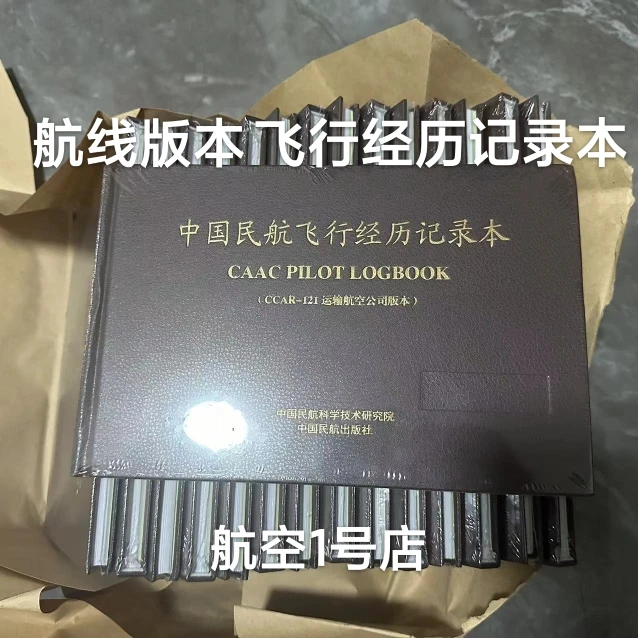 航线版本飞行经历记录本
中国民航飞行经历记录本
CAAC PILOT LOGBOOK
(CCAR-121 运输航空公司版本)
中国民航科学技术研究院
中国民航出版社
航空1号店